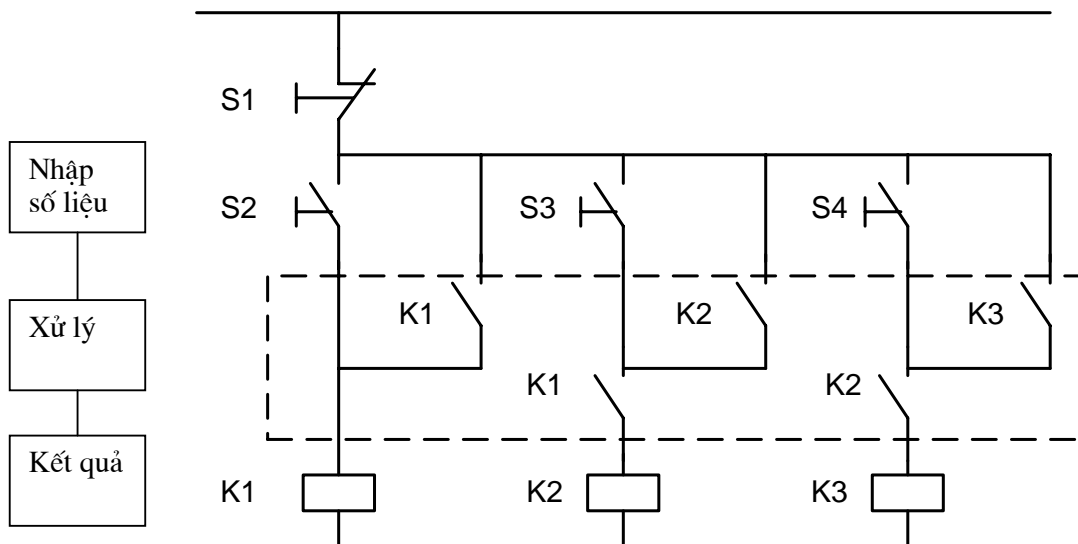 S1
Nhập
số liệu
S2
S3
S4
Xử lý
K1
K2
K3
K1
K2
Kết quả
K1
K2
K3